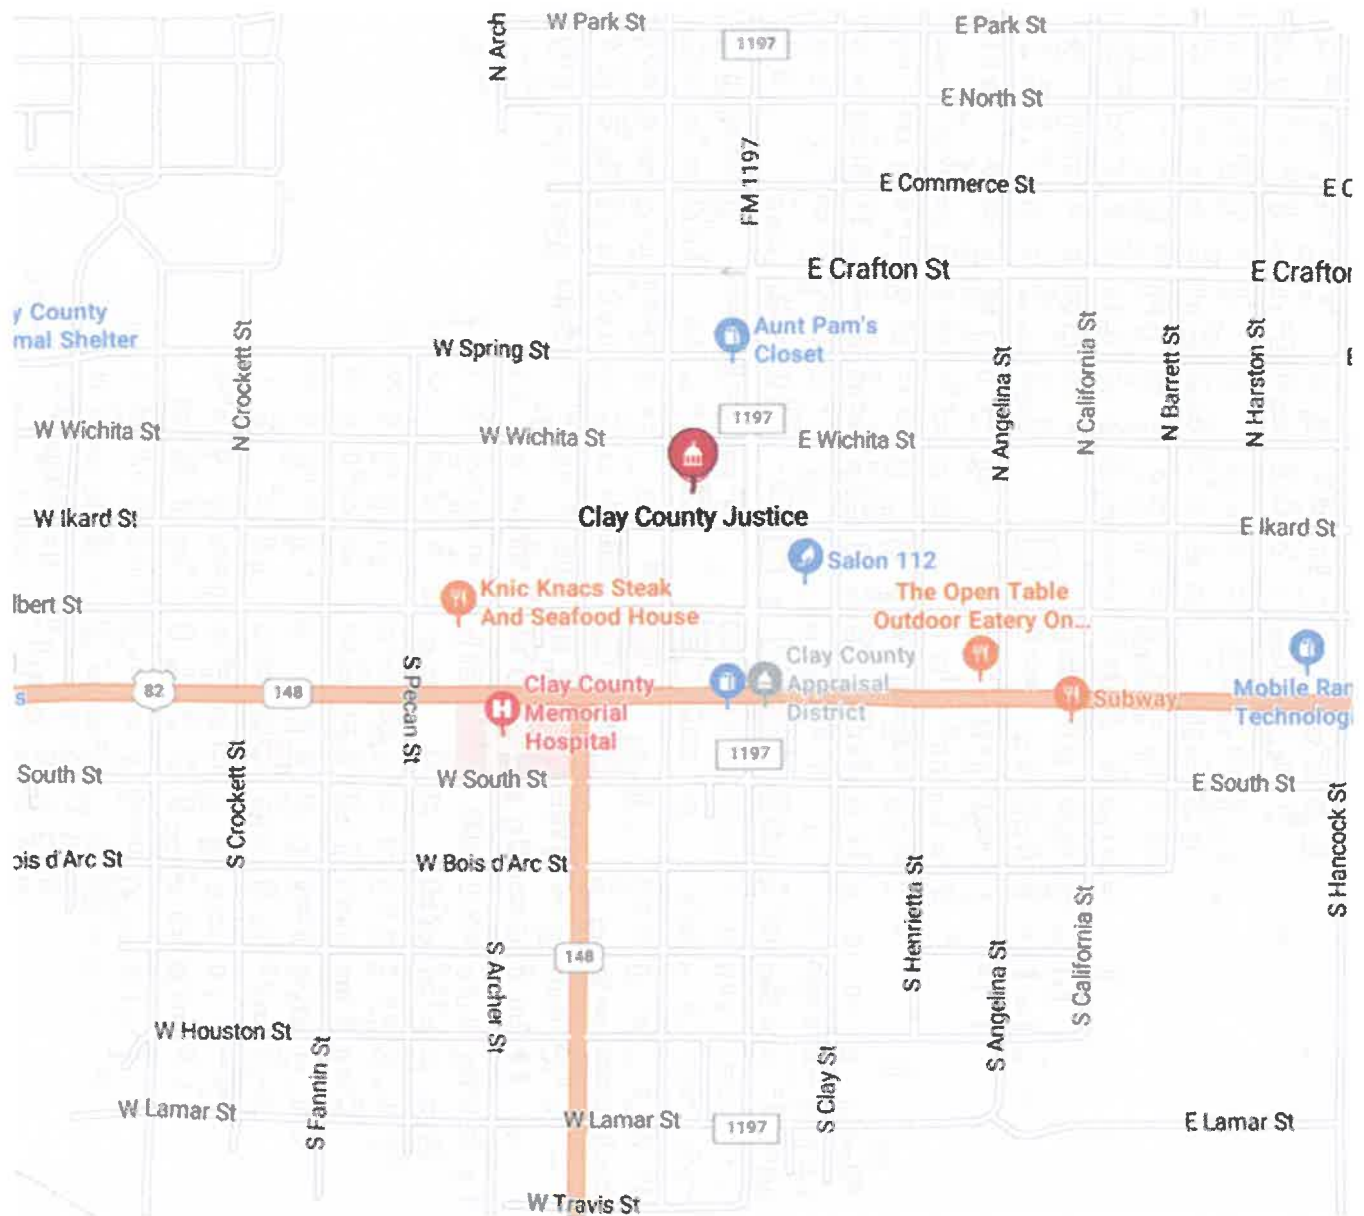 W Park St
E Park St
N Arch
1197
E North St
FM 1197
E Commerce St
E C
E Crafton St
E Crafton
y County
mal Shelter
Aunt Pam's
Closet
N Crockett St
W Spring St
N Angelina St
N California St
N Barrett St
N Harston St
W Wichita St
W Wichita St
1197
E Wichita St
W Ikard St
Clay County Justice
E Ikard St
Salon 112
lbert St
Knic Knacs Steak
And Seafood House
The Open Table
Outdoor Eatery On...
S Pecan St
82
148
s
Clay County
Memorial
Hospital
Clay County
Appraisal
District
Subway
Mobile Ran
Technologi
1197
South St
S Crockett St
W South St
E South St
S Hancock St
ois d'Arc St
W Bois d'Arc St
S Henrietta St
S California St
S Archer St
148
S Angelina St
W Houston St
S Fannin St
S Clay St
W Lamar St
W Lamar St
1197
E Lamar St
W Travis St